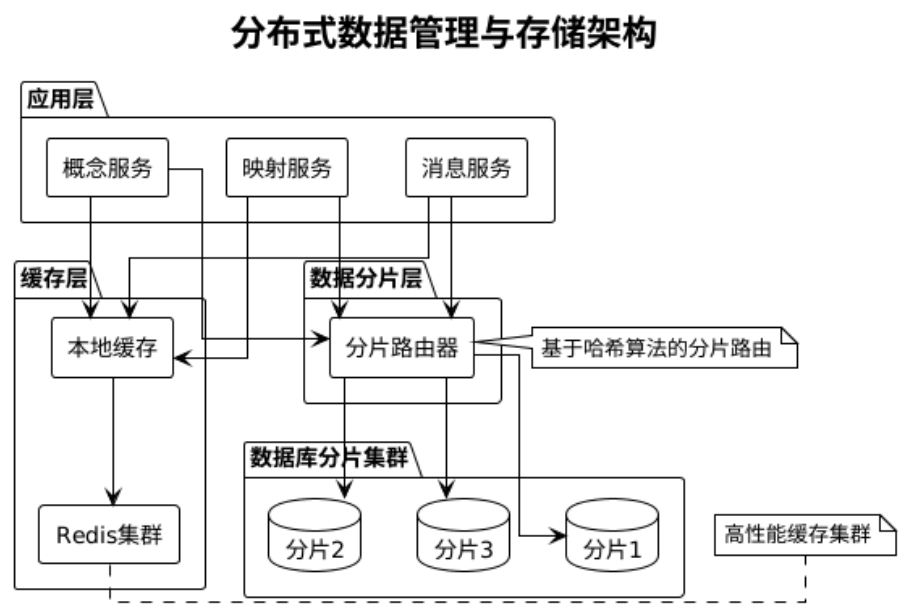 分布式数据管理与存储架构
应用层
概念服务
映射服务
消息服务
缓存层
数据分片层
本地缓存
分片路由器
基于哈希算法的分片路由
数据库分片集群
Redis集群
分片2
分片3
分片1
高性能缓存集群